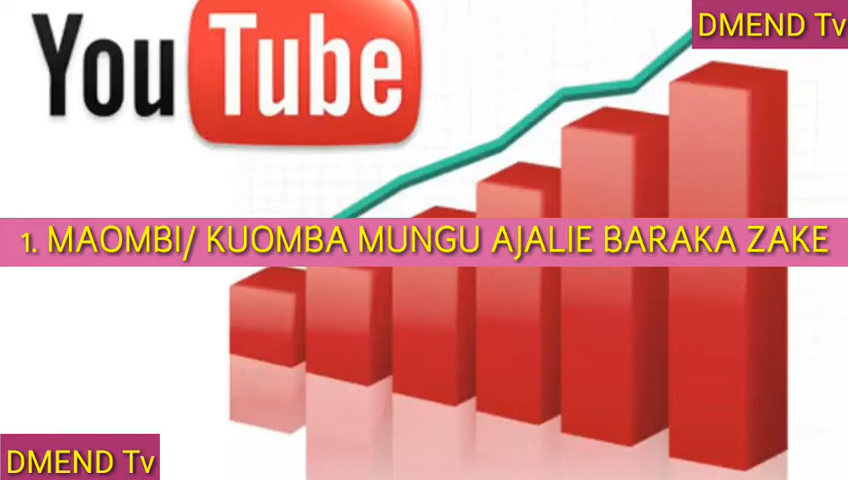 YouTube
DMEND Tv
1. MAOMBI/ KUOMBA MUNGU AJALIE BARAKA ZAKE
DMEND Tv